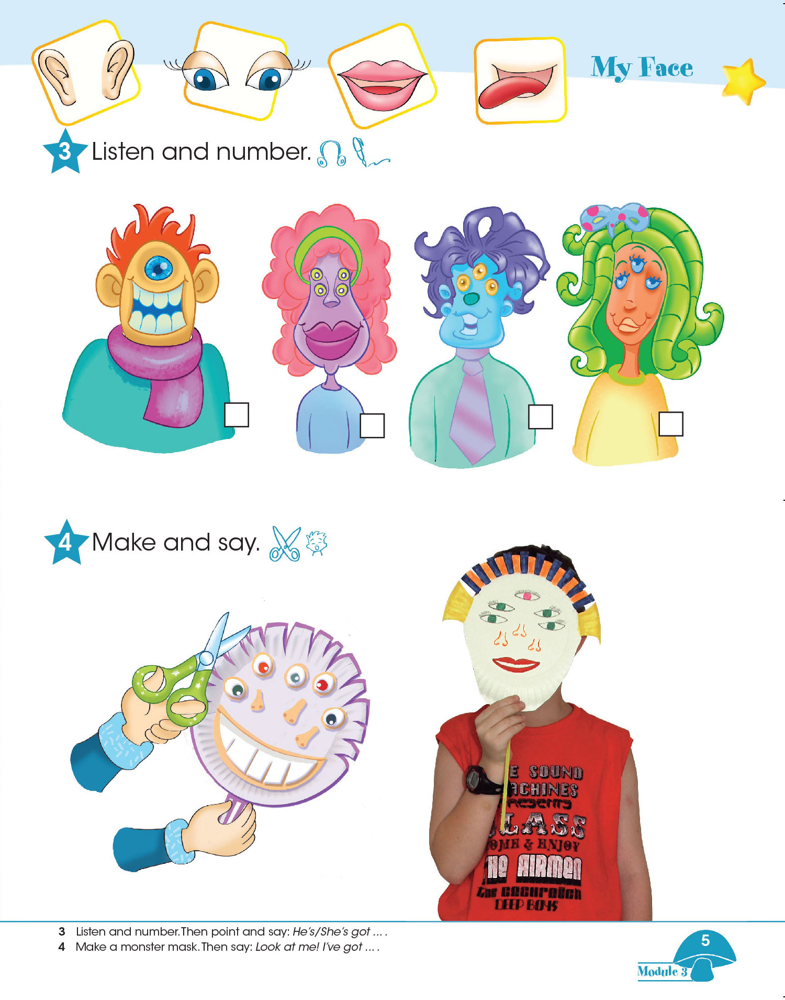 My Face
3 Listen and number.
4 Make and say.
E SOUND
ACHINES
PRESENTS
LASS
OME & ENJOY
HE AIRMEN
the COCKROACH
DEEP BOYS
3 Listen and number. Then point and say: He's/She's got ... .
4 Make a monster mask. Then say: Look at me! I've got ... .
5
Module 3